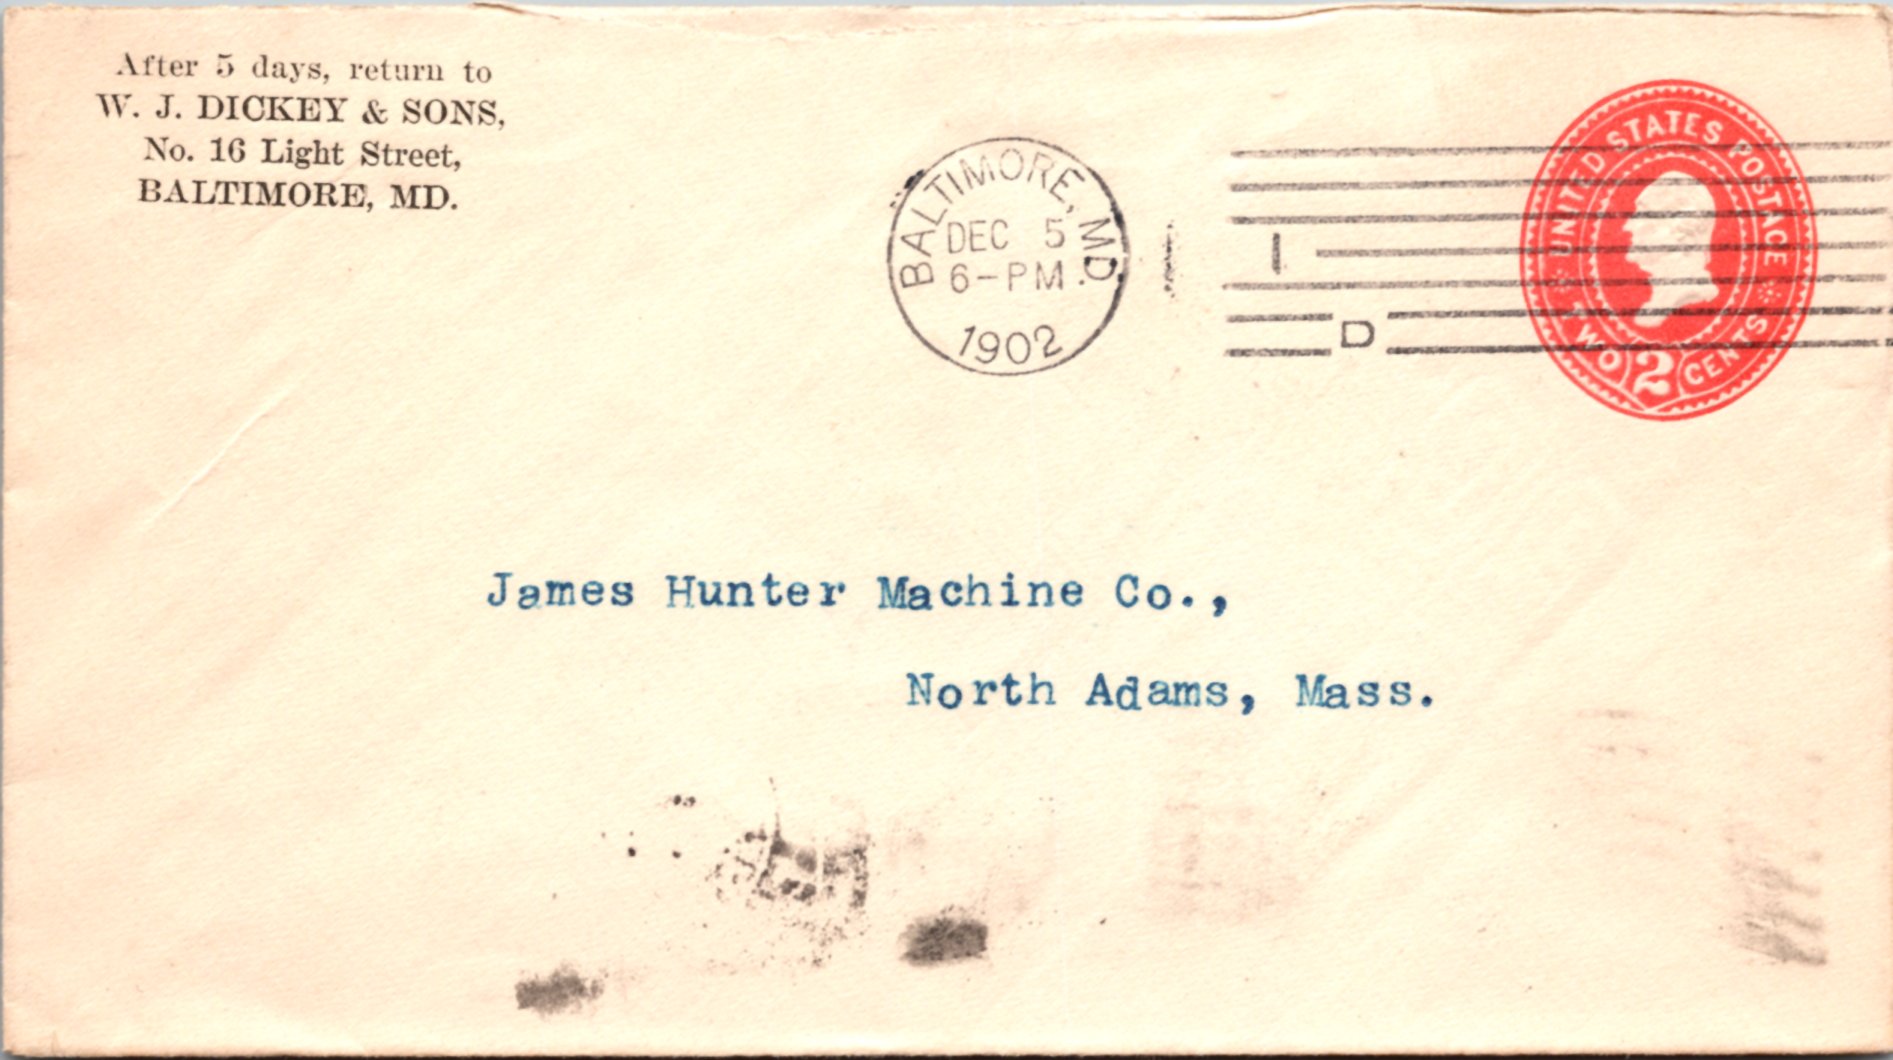 After 5 days, return to
W. J. DICKEY & SONS,
No. 16 Light Street,
BALTIMORE, MD.
BALTIMORE, MD.
DEC 5
6-PM
1902
1
D
UNITED STATES POSTAGE
TWO 2 CENTS
James Hunter Machine Co.,
North Adams, Mass.